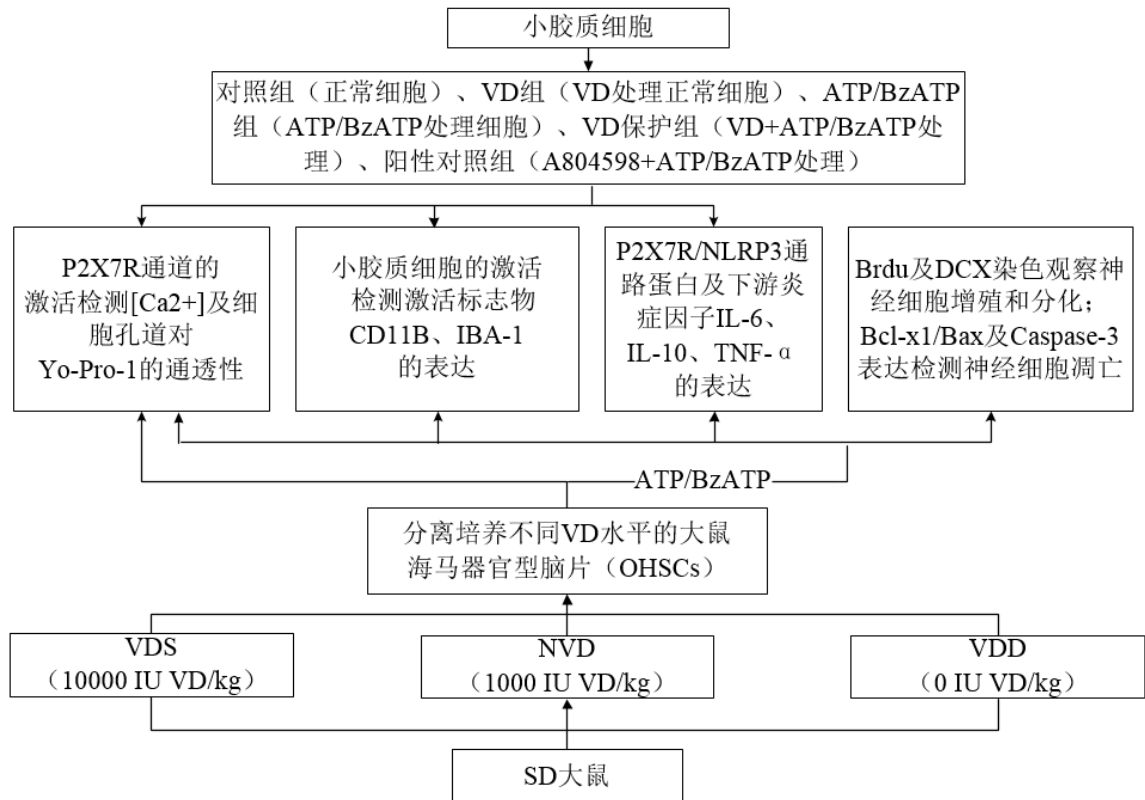 小胶质细胞
对照组（正常细胞）、VD组（VD处理正常细胞）、ATP/BzATP
组（ATP/BzATP处理细胞）、VD保护组（VD+ATP/BzATP处
理）、阳性对照组（A804598+ATP/BzATP处理）
P2X7R通道的
激活检测[Ca2+]及细
胞孔道对
Yo-Pro-1的通透性
小胶质细胞的激活
检测激活标志物
CD11B、IBA-1
的表达
P2X7R/NLRP3通
路蛋白及下游炎
症因子IL-6、
IL-10、TNF-α
的表达
Brdu及DCX染色观察神
经细胞增殖和分化；
Bcl-x1/Bax及Caspase-3
表达检测神经细胞凋亡
ATP/BzATP
分离培养不同VD水平的大鼠
海马器官型脑片（OHSCs）
VDS
（10000 IU VD/kg）
NVD
（1000 IU VD/kg）
VDD
（0 IU VD/kg）
SD大鼠